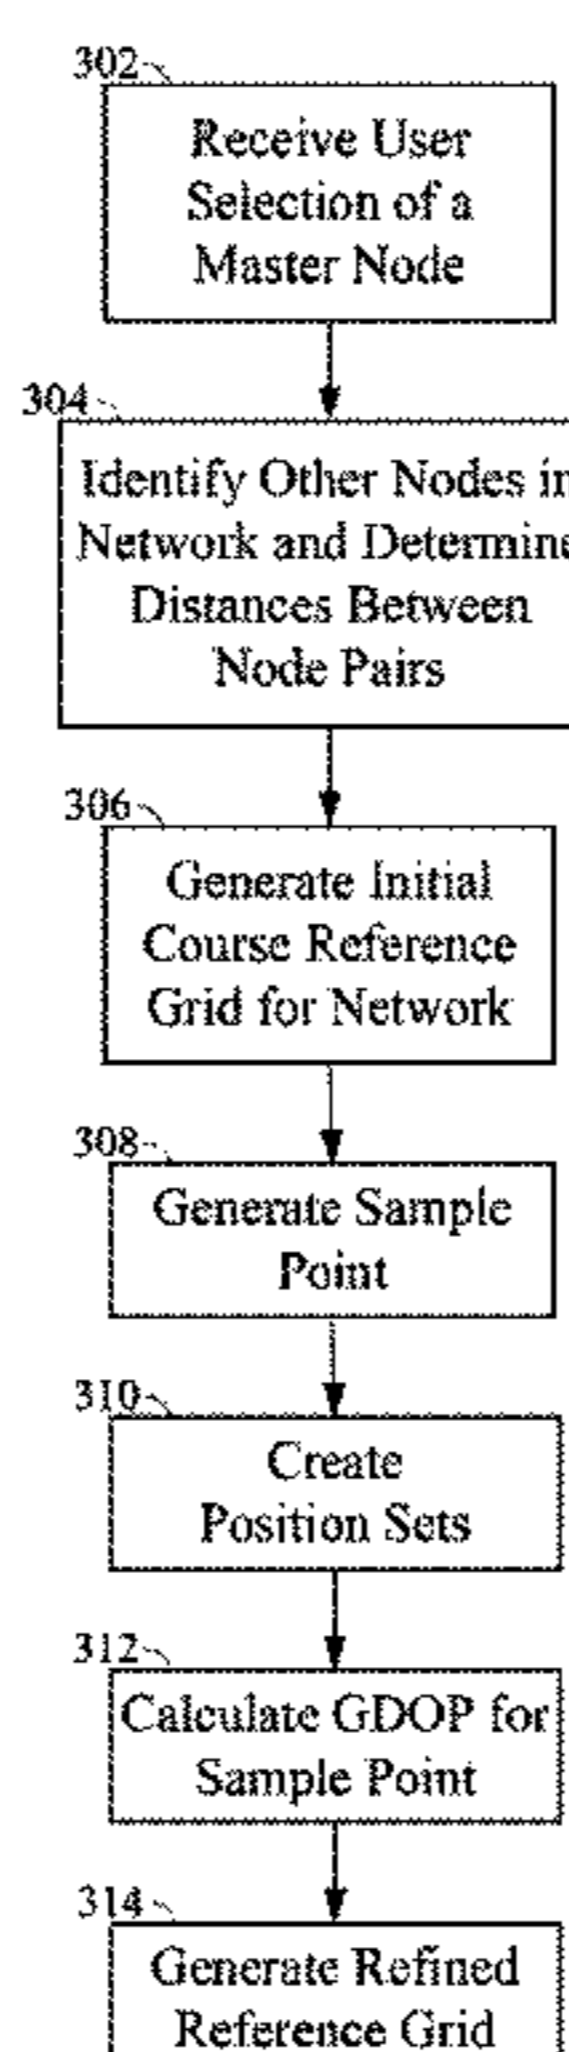 302
Receive User
Selection of a
Master Node
304
Identify Other Nodes in
Network and Determine
Distances Between
Node Pairs
306
Generate Initial
Course Reference
Grid for Network
308
Generate Sample
Point
310
Create
Position Sets
312
Calculate GDOP for
Sample Point
314
Generate Refined
Reference Grid